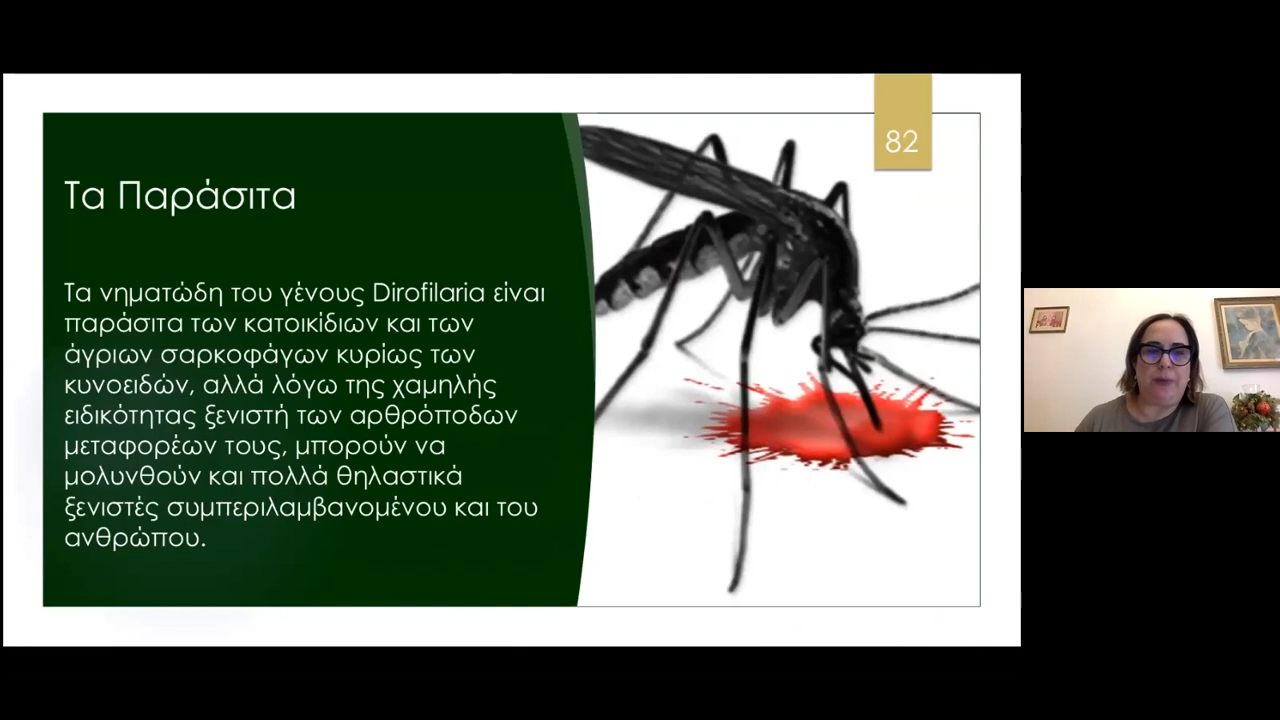 82
Τα Παράσιτα
Τα νηματώδη του γένους Dirofilaria είναι
παράσιτα των κατοικίδιων και των
άγριων σαρκοφάγων κυρίως των
κυνοειδών, αλλά λόγω της χαμηλής
ειδικότητας ξενιστή των αρθρόποδων
μεταφορέων τους, μπορούν να
μολυνθούν και πολλά θηλαστικά
ξενιστές συμπεριλαμβανομένου και του
ανθρώπου.